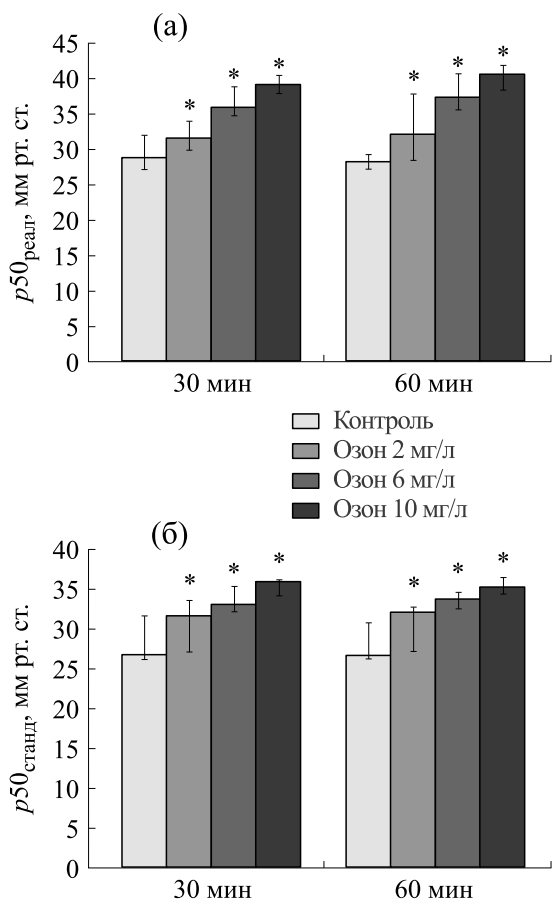 (а)
p50реал, мм рт. ст.
45
40
35
30
25
20
15
10
5
0
* * * * * *
30 мин 60 мин
Контроль
Озон 2 мг/л
Озон 6 мг/л
Озон 10 мг/л
(б)
p50станд, мм рт. ст.
40
35
30
25
20
15
10
5
0
* * * * * *
30 мин 60 мин